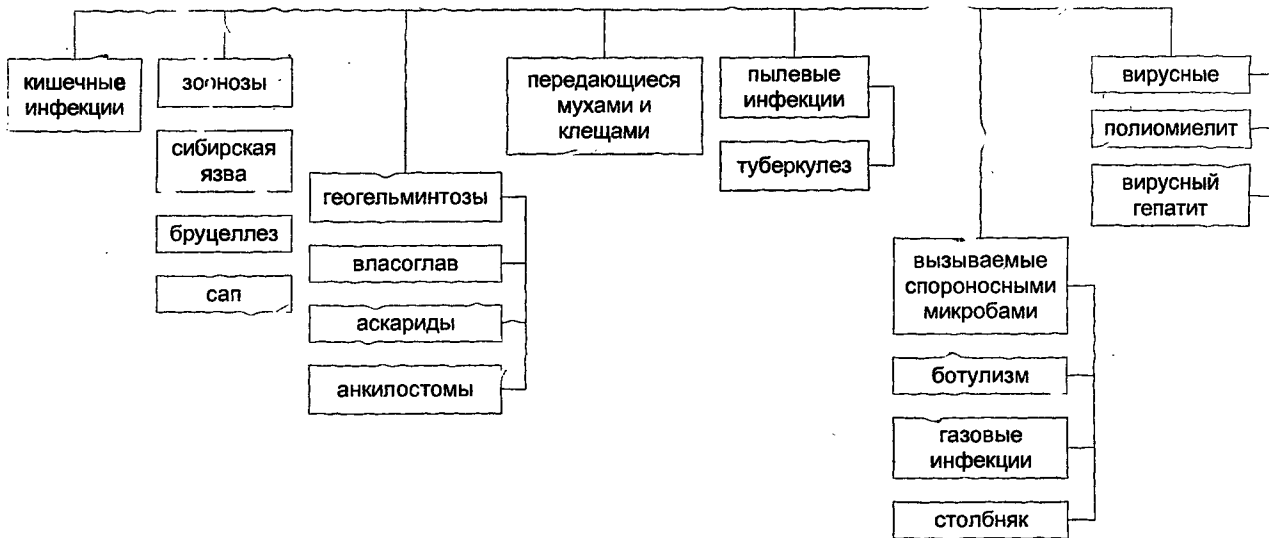 кишечные
инфекции
зоонозы
сибирская
язва
бруцеллез
сап
геогельминтозы
власоглав
аскариды
анкилостомы
передающиеся
мухами и
клещами
пылевые
инфекции
туберкулез
вызываемые
спороносными
микробами
ботулизм
газовые
инфекции
столбняк
вирусные
полиомиелит
вирусный
гепатит